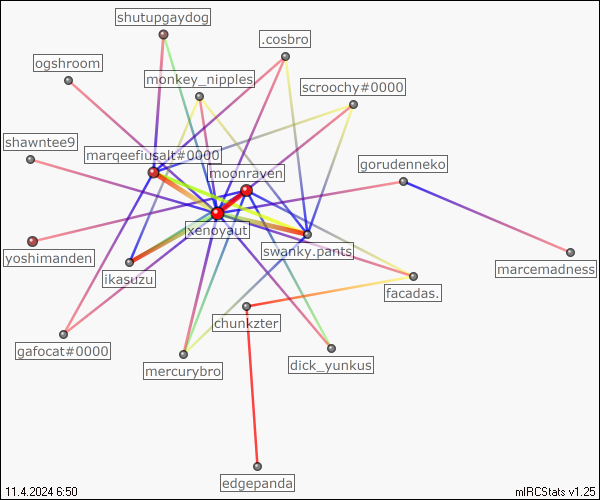 shutupgaydog
.cosbro
ogshroom
monkey_nipples
scroochy#0000
shawntee9
marqeefiusalt#0000
gorudenneko
moonraven
xenoyaut
swanky.pants
yoshimanden
marcemadness
ikasuzu
facadas.
chunkzter
gafocat#0000
mercurybro
dick_yunkus
edgepanda
11.4.2024 6:50
mIRCStats v1.25